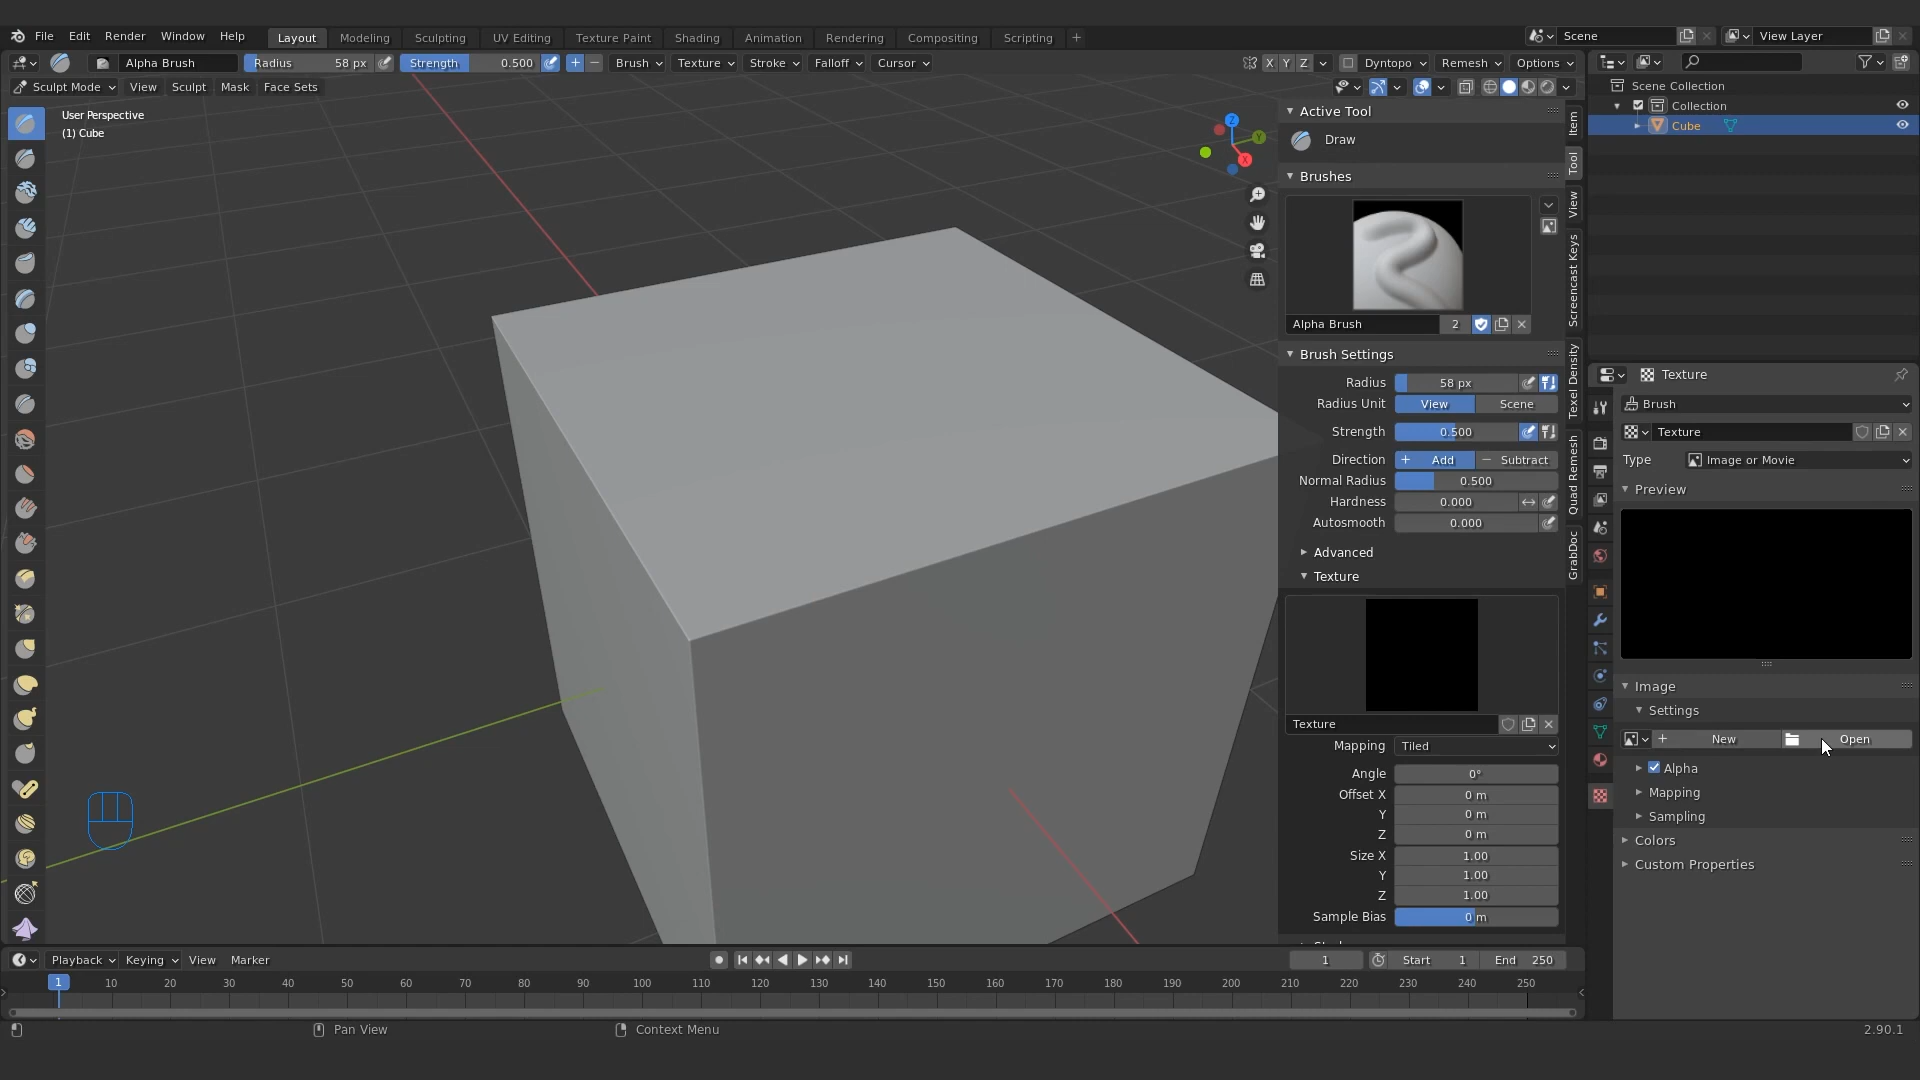 File Edit Render Window Help Layout Modeling Sculpting UV Editing Texture Paint Shading Animation Rendering Compositing Scripting + Scene View Layer
Alpha Brush Radius 58 px Strength 0.500 + − Brush Texture Stroke Falloff Cursor X Y Z Dyntopo Remesh Options
Sculpt Mode View Sculpt Mask Face Sets
User Perspective
(1) Cube
Z
Y
X
Active Tool
Draw
Brushes
Alpha Brush 2
Brush Settings
Radius 58 px
Radius Unit View Scene
Strength 0.500
Direction + Add − Subtract
Normal Radius 0.500
Hardness 0.000
Autosmooth 0.000
Advanced
Texture
Texture
Mapping Tiled
Angle 0°
Offset X 0 m
Y 0 m
Z 0 m
Size X 1.00
Y 1.00
Z 1.00
Sample Bias 0 m
Item
Tool
View
Screencast Keys
Texel Density
Quad Remesh
GrabDoc
Scene Collection
Collection
Cube
Texture
Brush
Texture
Type Image or Movie
Preview
Image
Settings
+ New Open
Alpha
Mapping
Sampling
Colors
Custom Properties
Playback Keying View Marker 1 Start 1 End 250
1 10 20 30 40 50 60 70 80 90 100 110 120 130 140 150 160 170 180 190 200 210 220 230 240 250
Pan View Context Menu 2.90.1